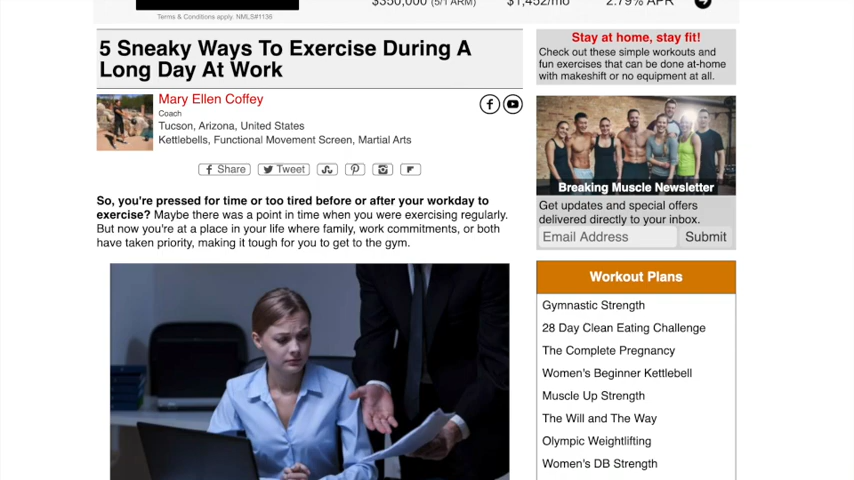 $350,000 (5/1 ARM) $1,452/mo 2.79% APR
Terms & Conditions apply. NMLS#1136
5 Sneaky Ways To Exercise During A
Long Day At Work
Mary Ellen Coffey
Coach
Tucson, Arizona, United States
Kettlebells, Functional Movement Screen, Martial Arts
Share Tweet
So, you're pressed for time or too tired before or after your workday to
exercise? Maybe there was a point in time when you were exercising regularly.
But now you're at a place in your life where family, work commitments, or both
have taken priority, making it tough for you to get to the gym.
Stay at home, stay fit!
Check out these simple workouts and
fun exercises that can be done at-home
with makeshift or no equipment at all.
Breaking Muscle Newsletter
Get updates and special offers
delivered directly to your inbox.
Email Address Submit
Workout Plans
Gymnastic Strength
28 Day Clean Eating Challenge
The Complete Pregnancy
Women's Beginner Kettlebell
Muscle Up Strength
The Will and The Way
Olympic Weightlifting
Women's DB Strength